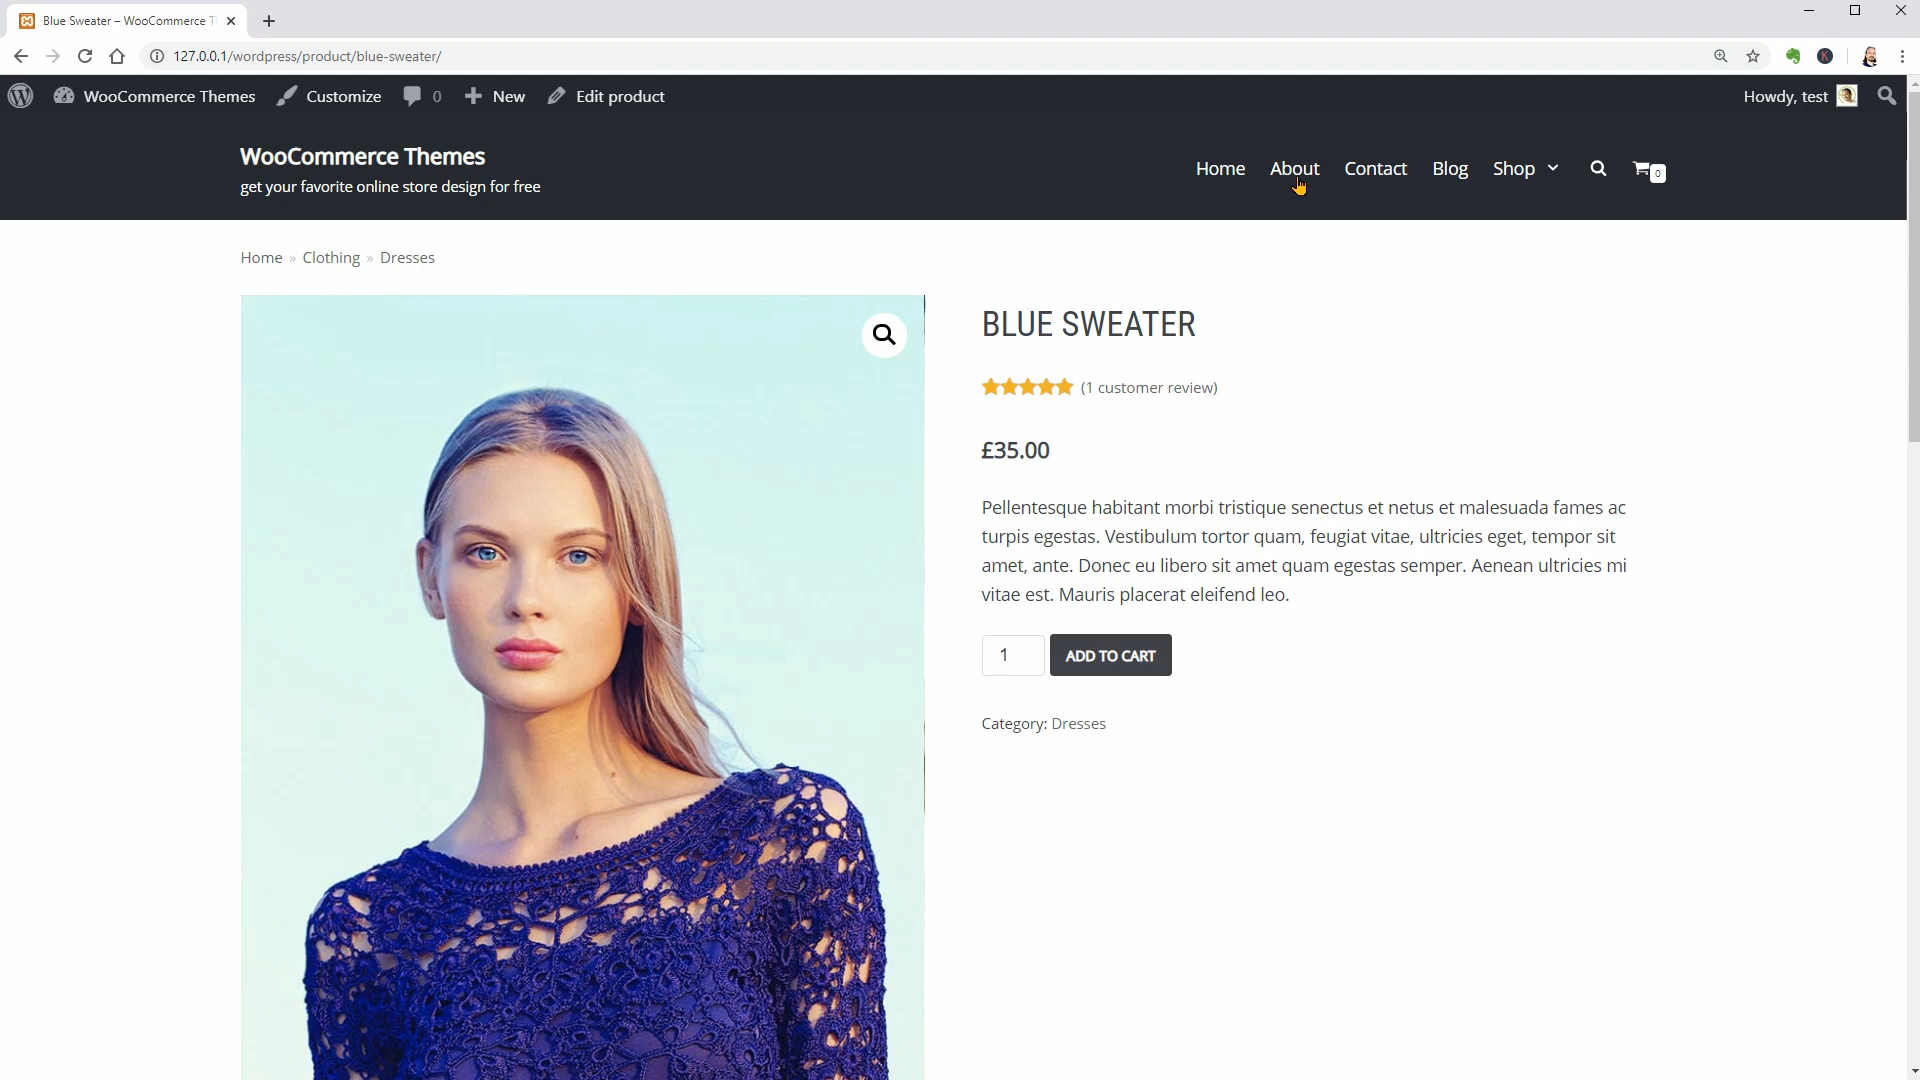 Blue Sweater – WooCommerce T
127.0.0.1/wordpress/product/blue-sweater/
K
WooCommerce Themes
Customize
0
New
Edit product
Howdy, test
WooCommerce Themes
get your favorite online store design for free
Home
About
Contact
Blog
Shop
0
Home » Clothing » Dresses
BLUE SWEATER
(1 customer review)
£35.00
Pellentesque habitant morbi tristique senectus et netus et malesuada fames ac
turpis egestas. Vestibulum tortor quam, feugiat vitae, ultricies eget, tempor sit
amet, ante. Donec eu libero sit amet quam egestas semper. Aenean ultricies mi
vitae est. Mauris placerat eleifend leo.
1
ADD TO CART
Category: Dresses